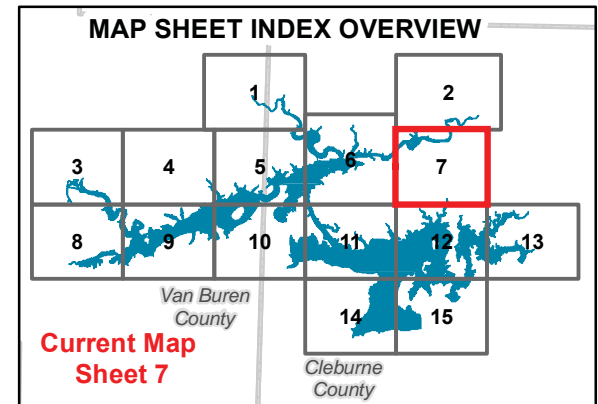 MAP SHEET INDEX OVERVIEW
1
2
3
4
5
6
7
8
9
10
11
12
13
Van Buren
County
14
15
Current Map
Sheet 7
Cleburne
County